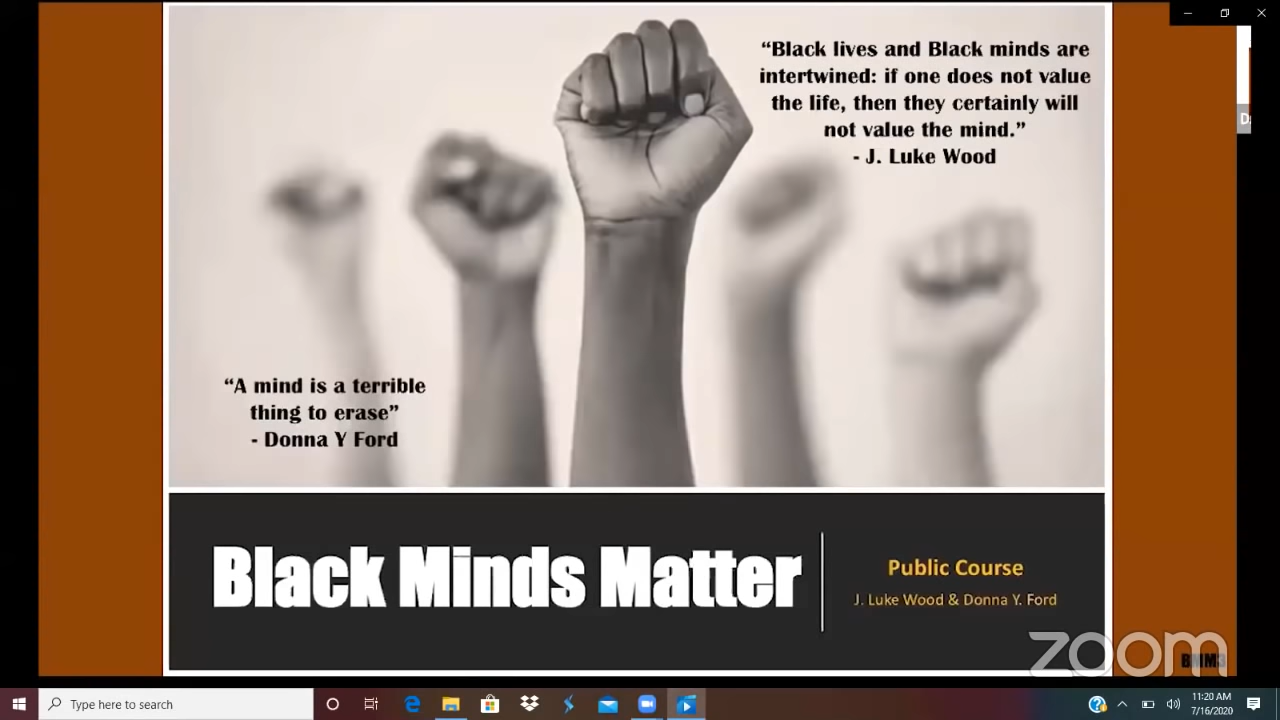 “Black lives and Black minds are
intertwined: if one does not value
the life, then they certainly will
not value the mind.”
- J. Luke Wood
“A mind is a terrible
thing to erase”
- Donna Y Ford
Black Minds Matter
Public Course
J. Luke Wood & Donna Y. Ford
zoom
BMM3
Type here to search
11:20 AM
7/16/2020